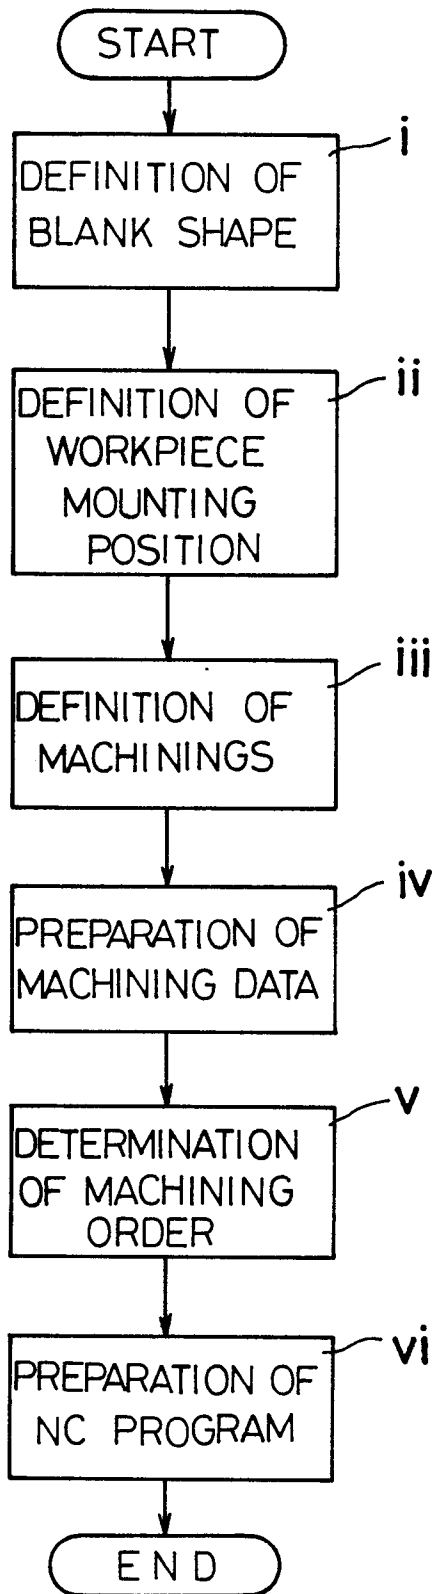 START
i
DEFINITION OF
BLANK SHAPE
ii
DEFINITION OF
WORKPIECE
MOUNTING
POSITION
iii
DEFINITION OF
MACHININGS
iv
PREPARATION OF
MACHINING DATA
v
DETERMINATION
OF MACHINING
ORDER
vi
PREPARATION OF
NC PROGRAM
END